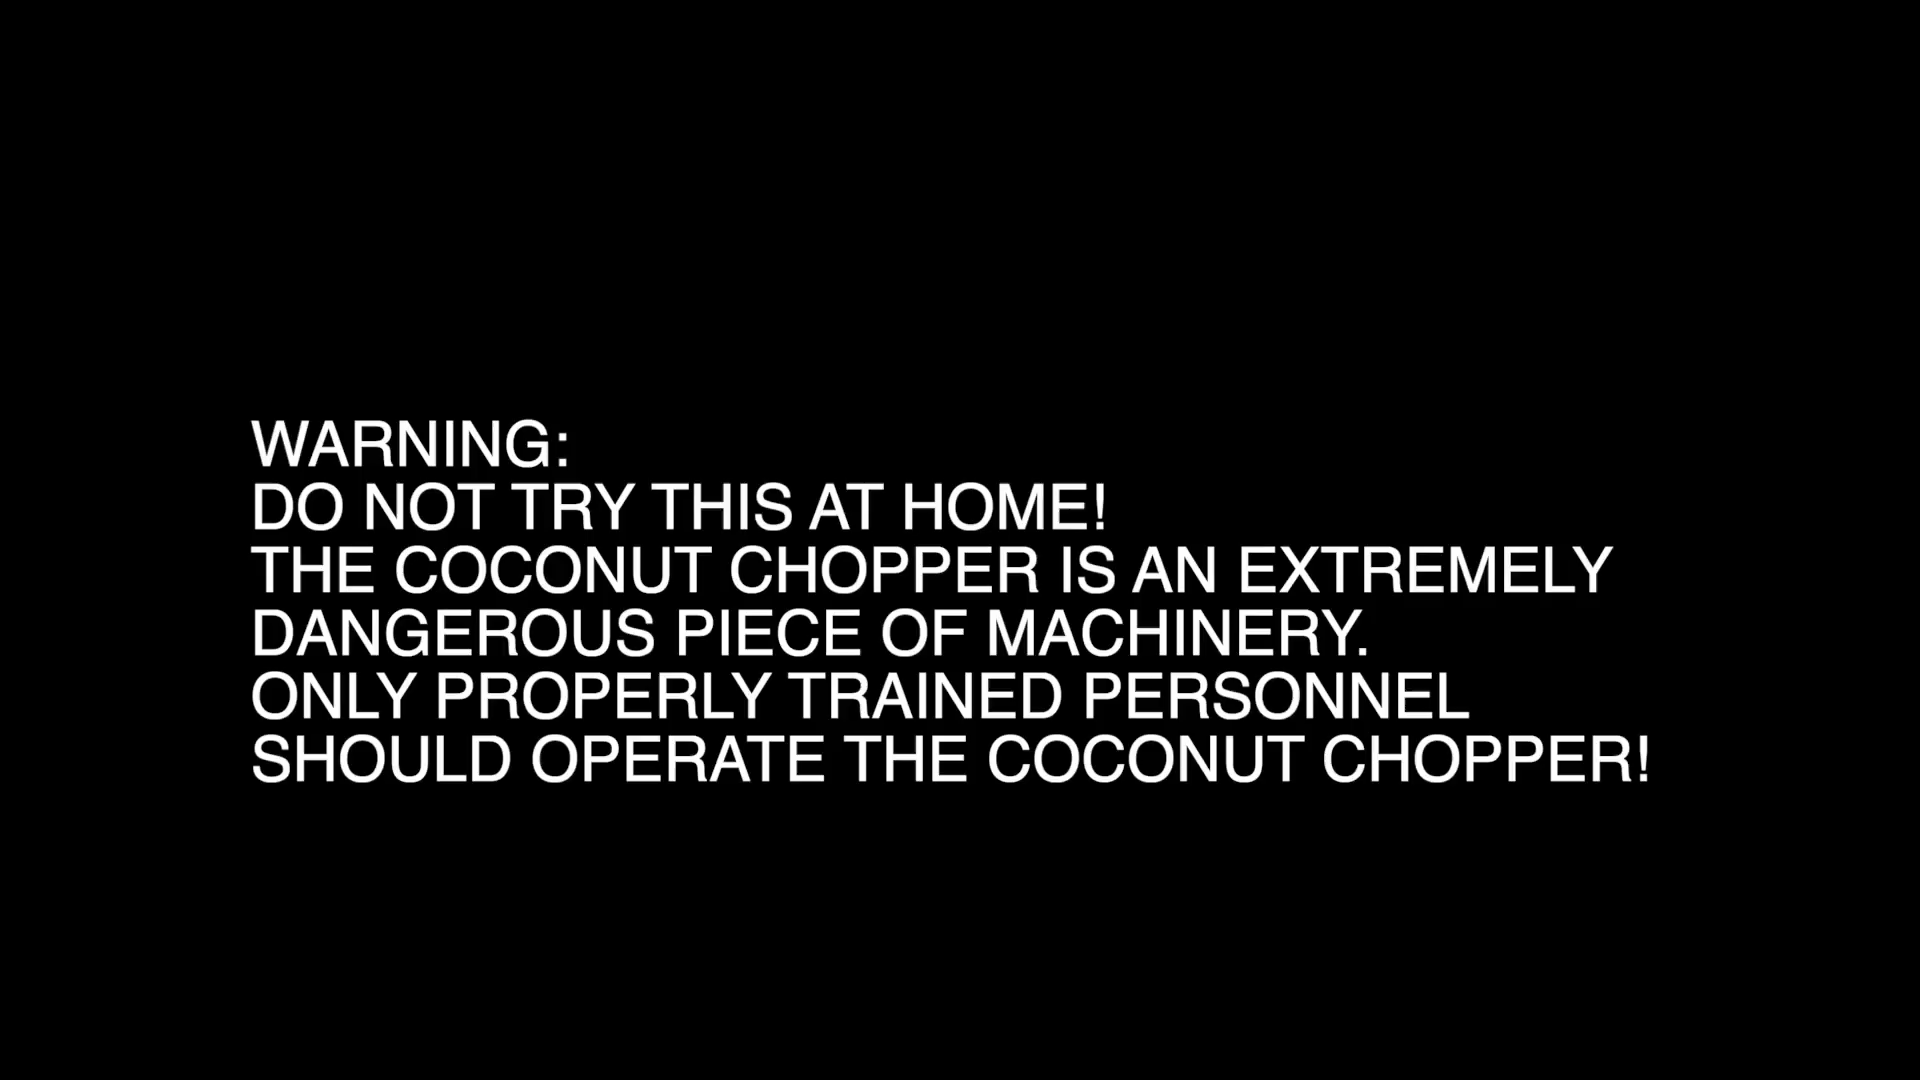 WARNING:
DO NOT TRY THIS AT HOME!
THE COCONUT CHOPPER IS AN EXTREMELY
DANGEROUS PIECE OF MACHINERY.
ONLY PROPERLY TRAINED PERSONNEL
SHOULD OPERATE THE COCONUT CHOPPER!